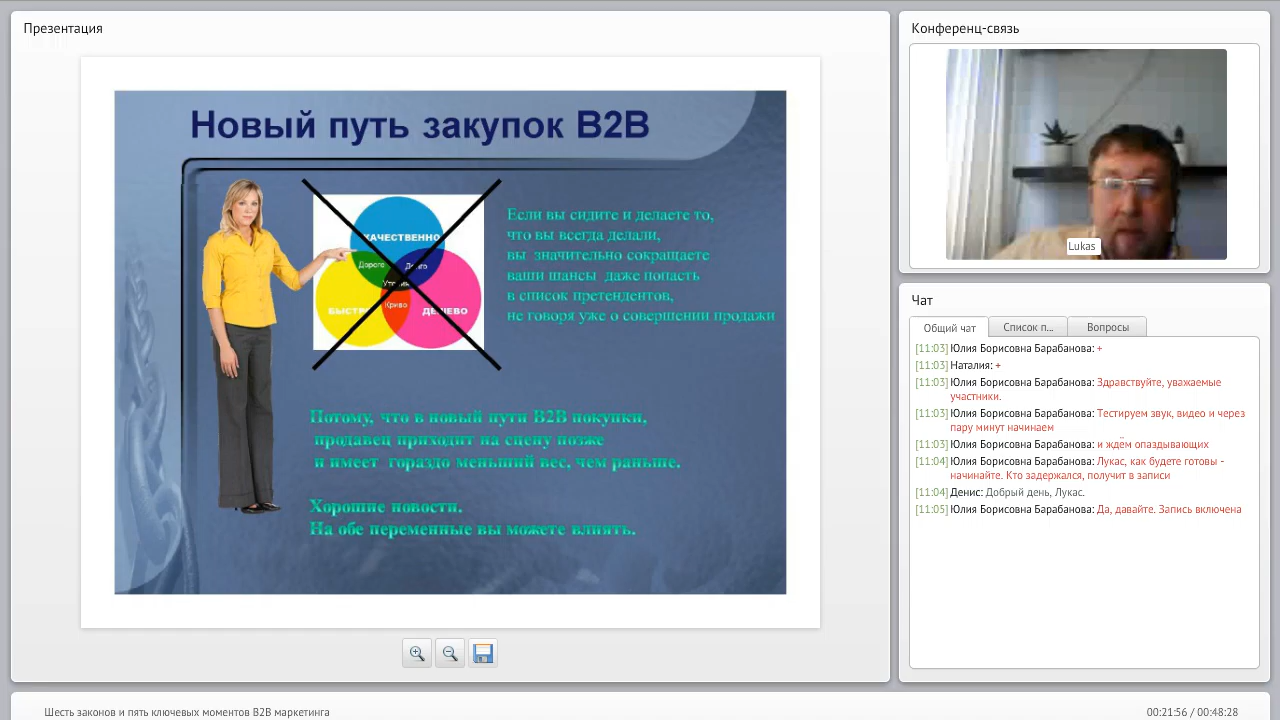 Презентация
Новый путь закупок B2B
КАЧЕСТВЕННО
Дорого
Долго
Криво
ДЕШЕВО
Если вы сидите и делаете то,
что вы всегда делали,
вы значительно сокращаете
ваши шансы даже попасть
в список претендентов,
не говоря уже о совершении продажи
Потому, что в новый пути B2B покупки,
продавец приходит на сцену позже
и имеет гораздо меньший вес, чем раньше.
Хорошие новости.
На обе переменные вы можете влиять.
Конференц-связь
Lukas
Чат
Общий чат
Список п...
Вопросы
[11:03] Юлия Борисовна Барабанова: +
[11:03] Наталия: +
[11:03] Юлия Борисовна Барабанова: Здравствуйте, уважаемые
участники.
[11:03] Юлия Борисовна Барабанова: Тестируем звук, видео и через
пару минут начинаем
[11:03] Юлия Борисовна Барабанова: и ждём опаздывающих
[11:04] Юлия Борисовна Барабанова: Лукас, как будете готовы -
начинайте. Кто задержался, получит в записи
[11:04] Денис: Добрый день, Лукас.
[11:05] Юлия Борисовна Барабанова: Да, давайте. Запись включена
Шесть законов и пять ключевых моментов B2B маркетинга
00:21:56 / 00:48:28